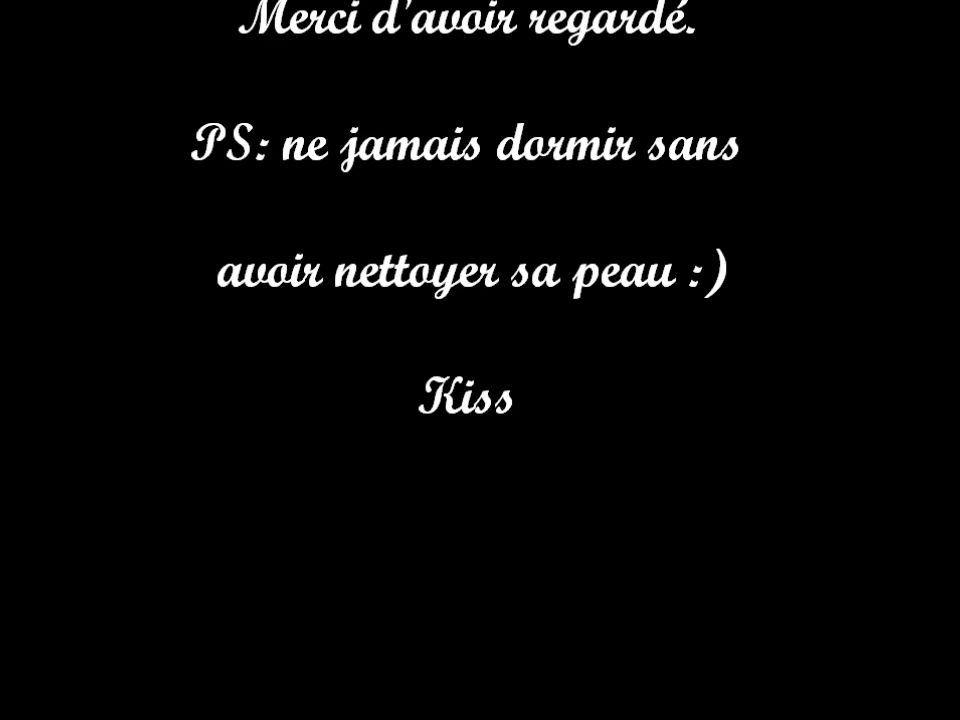 Merci d'avoir regardé.
PS: ne jamais dormir sans
avoir nettoyer sa peau :)
Kiss